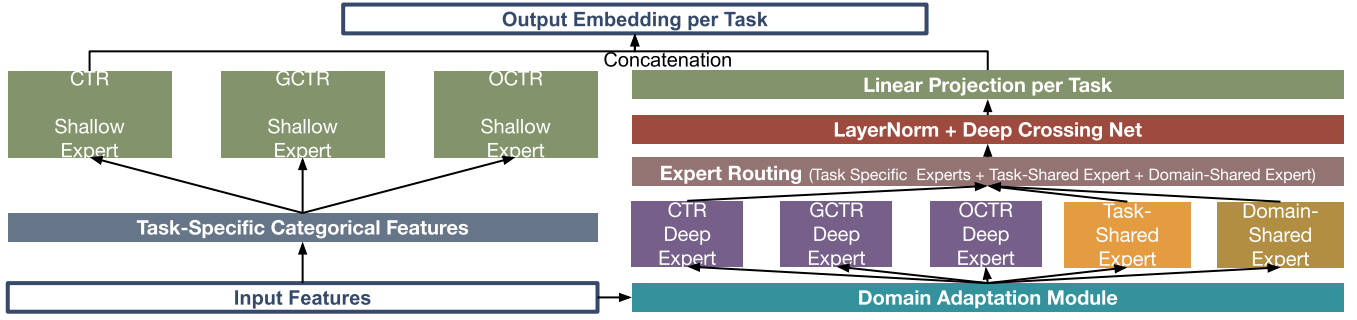 Output Embedding per Task
Concatenation
CTR
Shallow
Expert
GCTR
Shallow
Expert
OCTR
Shallow
Expert
Task-Specific Categorical Features
Input Features
Linear Projection per Task
LayerNorm + Deep Crossing Net
Expert Routing (Task Specific Experts + Task-Shared Expert + Domain-Shared Expert)
CTR
Deep
Expert
GCTR
Deep
Expert
OCTR
Deep
Expert
Task-
Shared
Expert
Domain-
Shared
Expert
Domain Adaptation Module